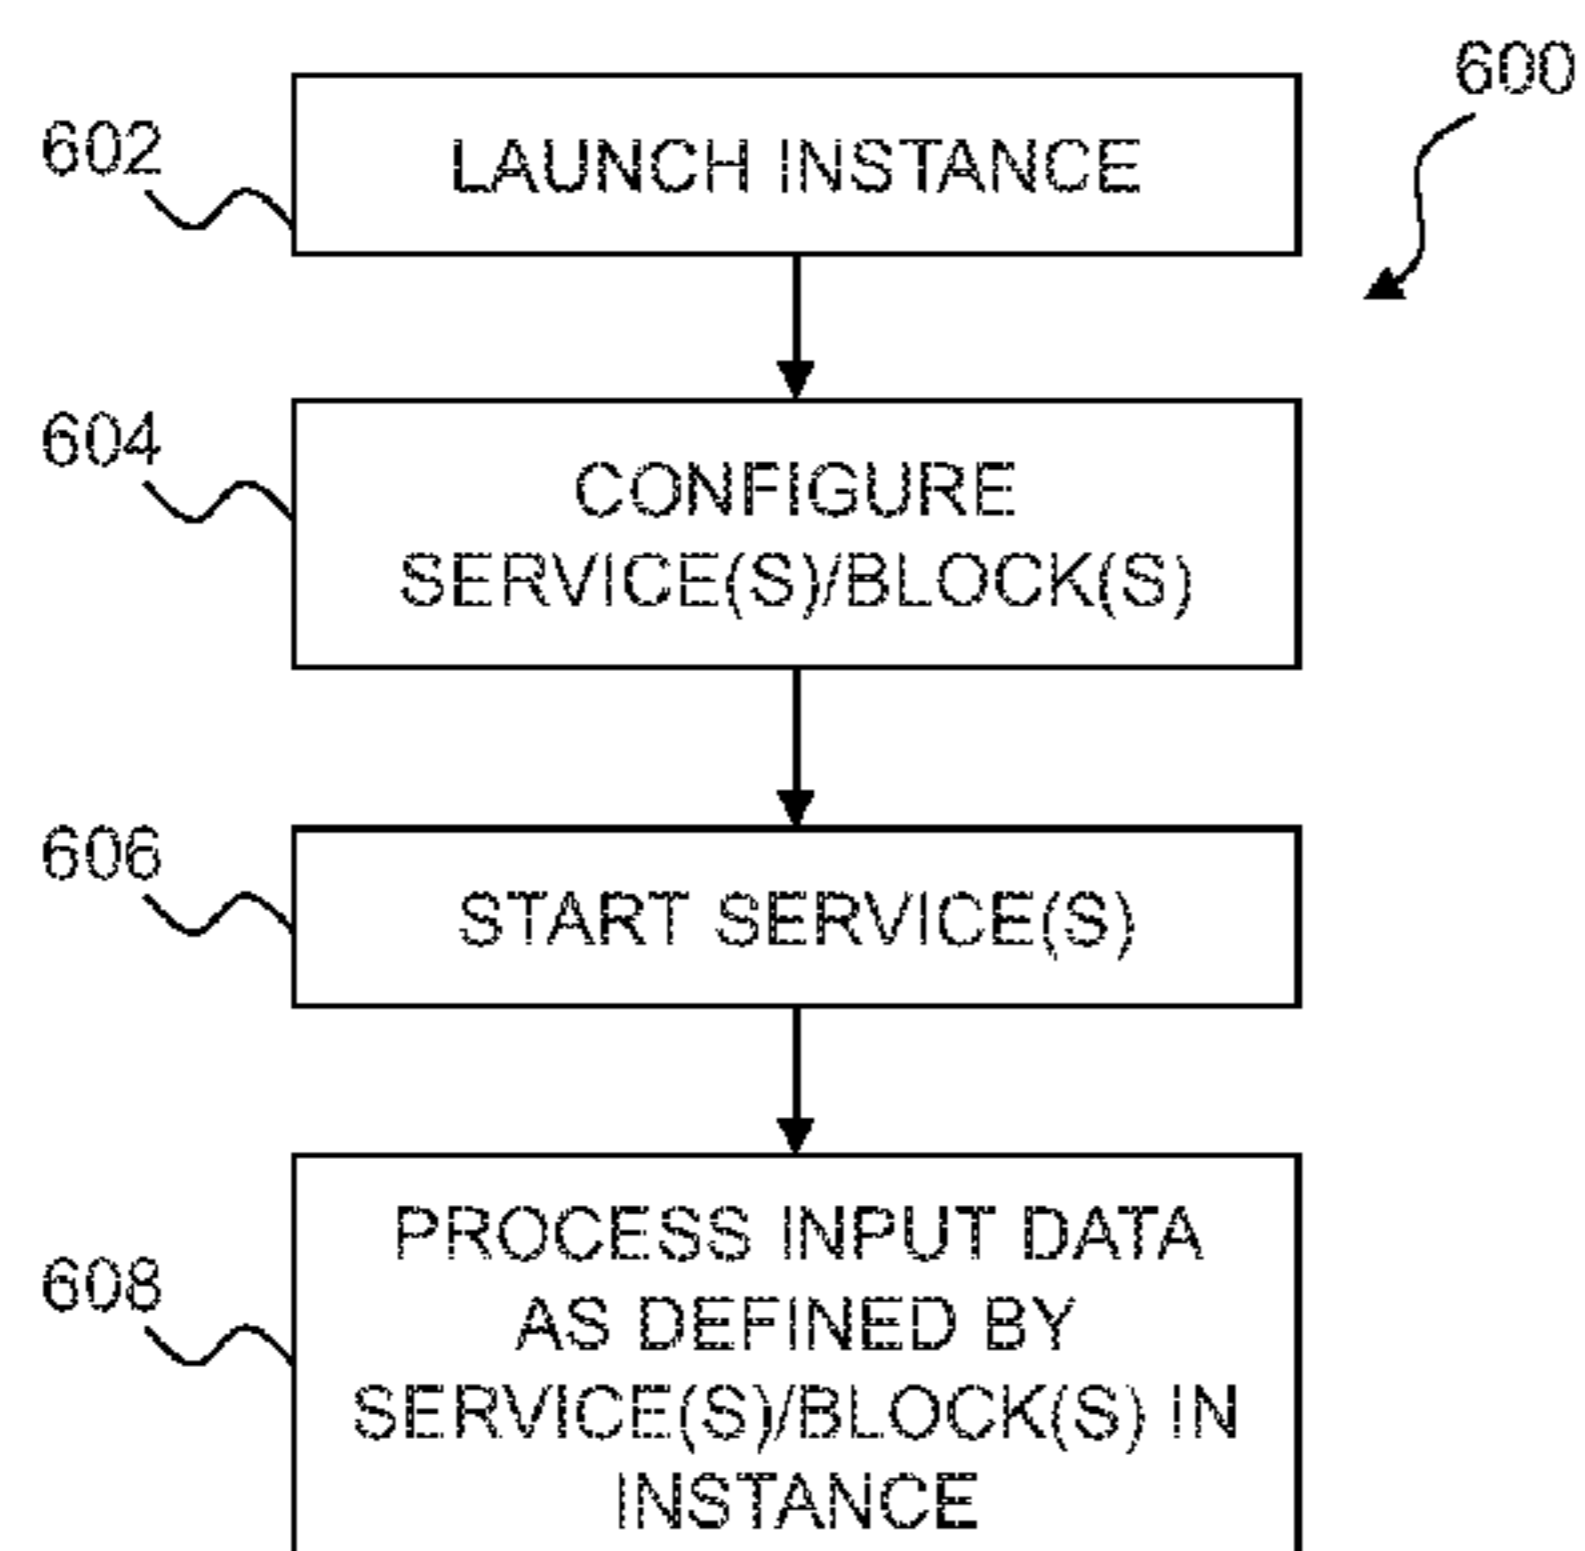 600
602
LAUNCH INSTANCE
604
CONFIGURE
SERVICE(S)/BLOCK(S)
606
START SERVICE(S)
608
PROCESS INPUT DATA
AS DEFINED BY
SERVICE(S)/BLOCK(S) IN
INSTANCE